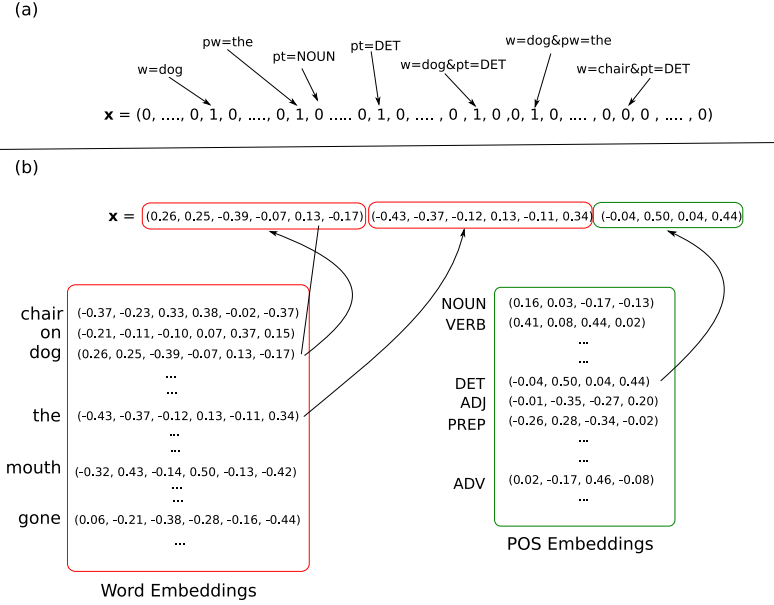 (a)
w=dog
pw=the
pt=NOUN
pt=DET
w=dog&pt=DET
w=dog&pw=the
w=chair&pt=DET
x = (0, ...., 0, 1, 0, ...., 0, 1, 0 ..... 0, 1, 0, .... , 0, 1, 0 ,0, 1, 0, .... , 0, 0, 0, .... , 0)
(b)
x = (0.26, 0.25, -0.39, -0.07, 0.13, -0.17) (-0.43, -0.37, -0.12, 0.13, -0.11, 0.34) (-0.04, 0.50, 0.04, 0.44)
chair (-0.37, -0.23, 0.33, 0.38, -0.02, -0.37)
on (-0.21, -0.11, -0.10, 0.07, 0.37, 0.15)
dog (0.26, 0.25, -0.39, -0.07, 0.13, -0.17)
...
...
the (-0.43, -0.37, -0.12, 0.13, -0.11, 0.34)
...
...
mouth (-0.32, 0.43, -0.14, 0.50, -0.13, -0.42)
...
...
gone (0.06, -0.21, -0.38, -0.28, -0.16, -0.44)
...
Word Embeddings
NOUN (0.16, 0.03, -0.17, -0.13)
VERB (0.41, 0.08, 0.44, 0.02)
...
...
DET (-0.04, 0.50, 0.04, 0.44)
ADJ (-0.01, -0.35, -0.27, 0.20)
PREP (-0.26, 0.28, -0.34, -0.02)
...
...
ADV (0.02, -0.17, 0.46, -0.08)
...
POS Embeddings